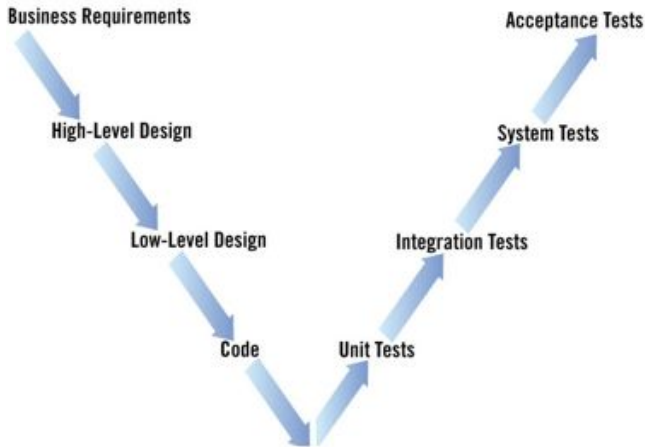 Business Requirements
Acceptance Tests
High-Level Design
System Tests
Low-Level Design
Integration Tests
Code
Unit Tests